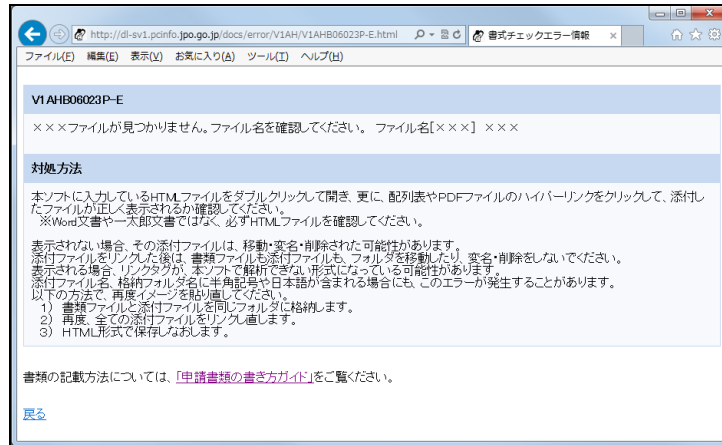 http://dl-sv1.pcinfo.jpo.go.jp/docs/error/V1AH/V1AHB06023P-E.html
書式チェックエラー情報
ファイル(F) 編集(E) 表示(V) お気に入り(A) ツール(T) ヘルプ(H)
V1AHB06023P-E
×××ファイルが見つかりません。ファイル名を確認してください。 ファイル名[×××] ×××
対処方法
本ソフトに入力しているHTMLファイルをダブルクリックして開き、更に、配列表やPDFファイルのハイパーリンクをクリックして、添付し
たファイルが正しく表示されるか確認してください。
※Word文書や一太郎文書ではなく、必ずHTMLファイルを確認してください。
表示されない場合、その添付ファイルは、移動・変名・削除された可能性があります。
添付ファイルをリンクした後は、書類ファイルも添付ファイルも、フォルダを移動したり、変名・削除をしないでください。
表示される場合、リンクタグが、本ソフトで解析できない形式になっている可能性があります。
添付ファイル名、格納フォルダ名に半角記号や日本語が含まれる場合にも、このエラーが発生することがあります。
以下の方法で、再度イメージを貼り直してください。
1) 書類ファイルと添付ファイルを同じフォルダに格納します。
2) 再度、全ての添付ファイルをリンクし直します。
3) HTML形式で保存しなおします。
書類の記載方法については、「申請書類の書き方ガイド」をご覧ください。
戻る